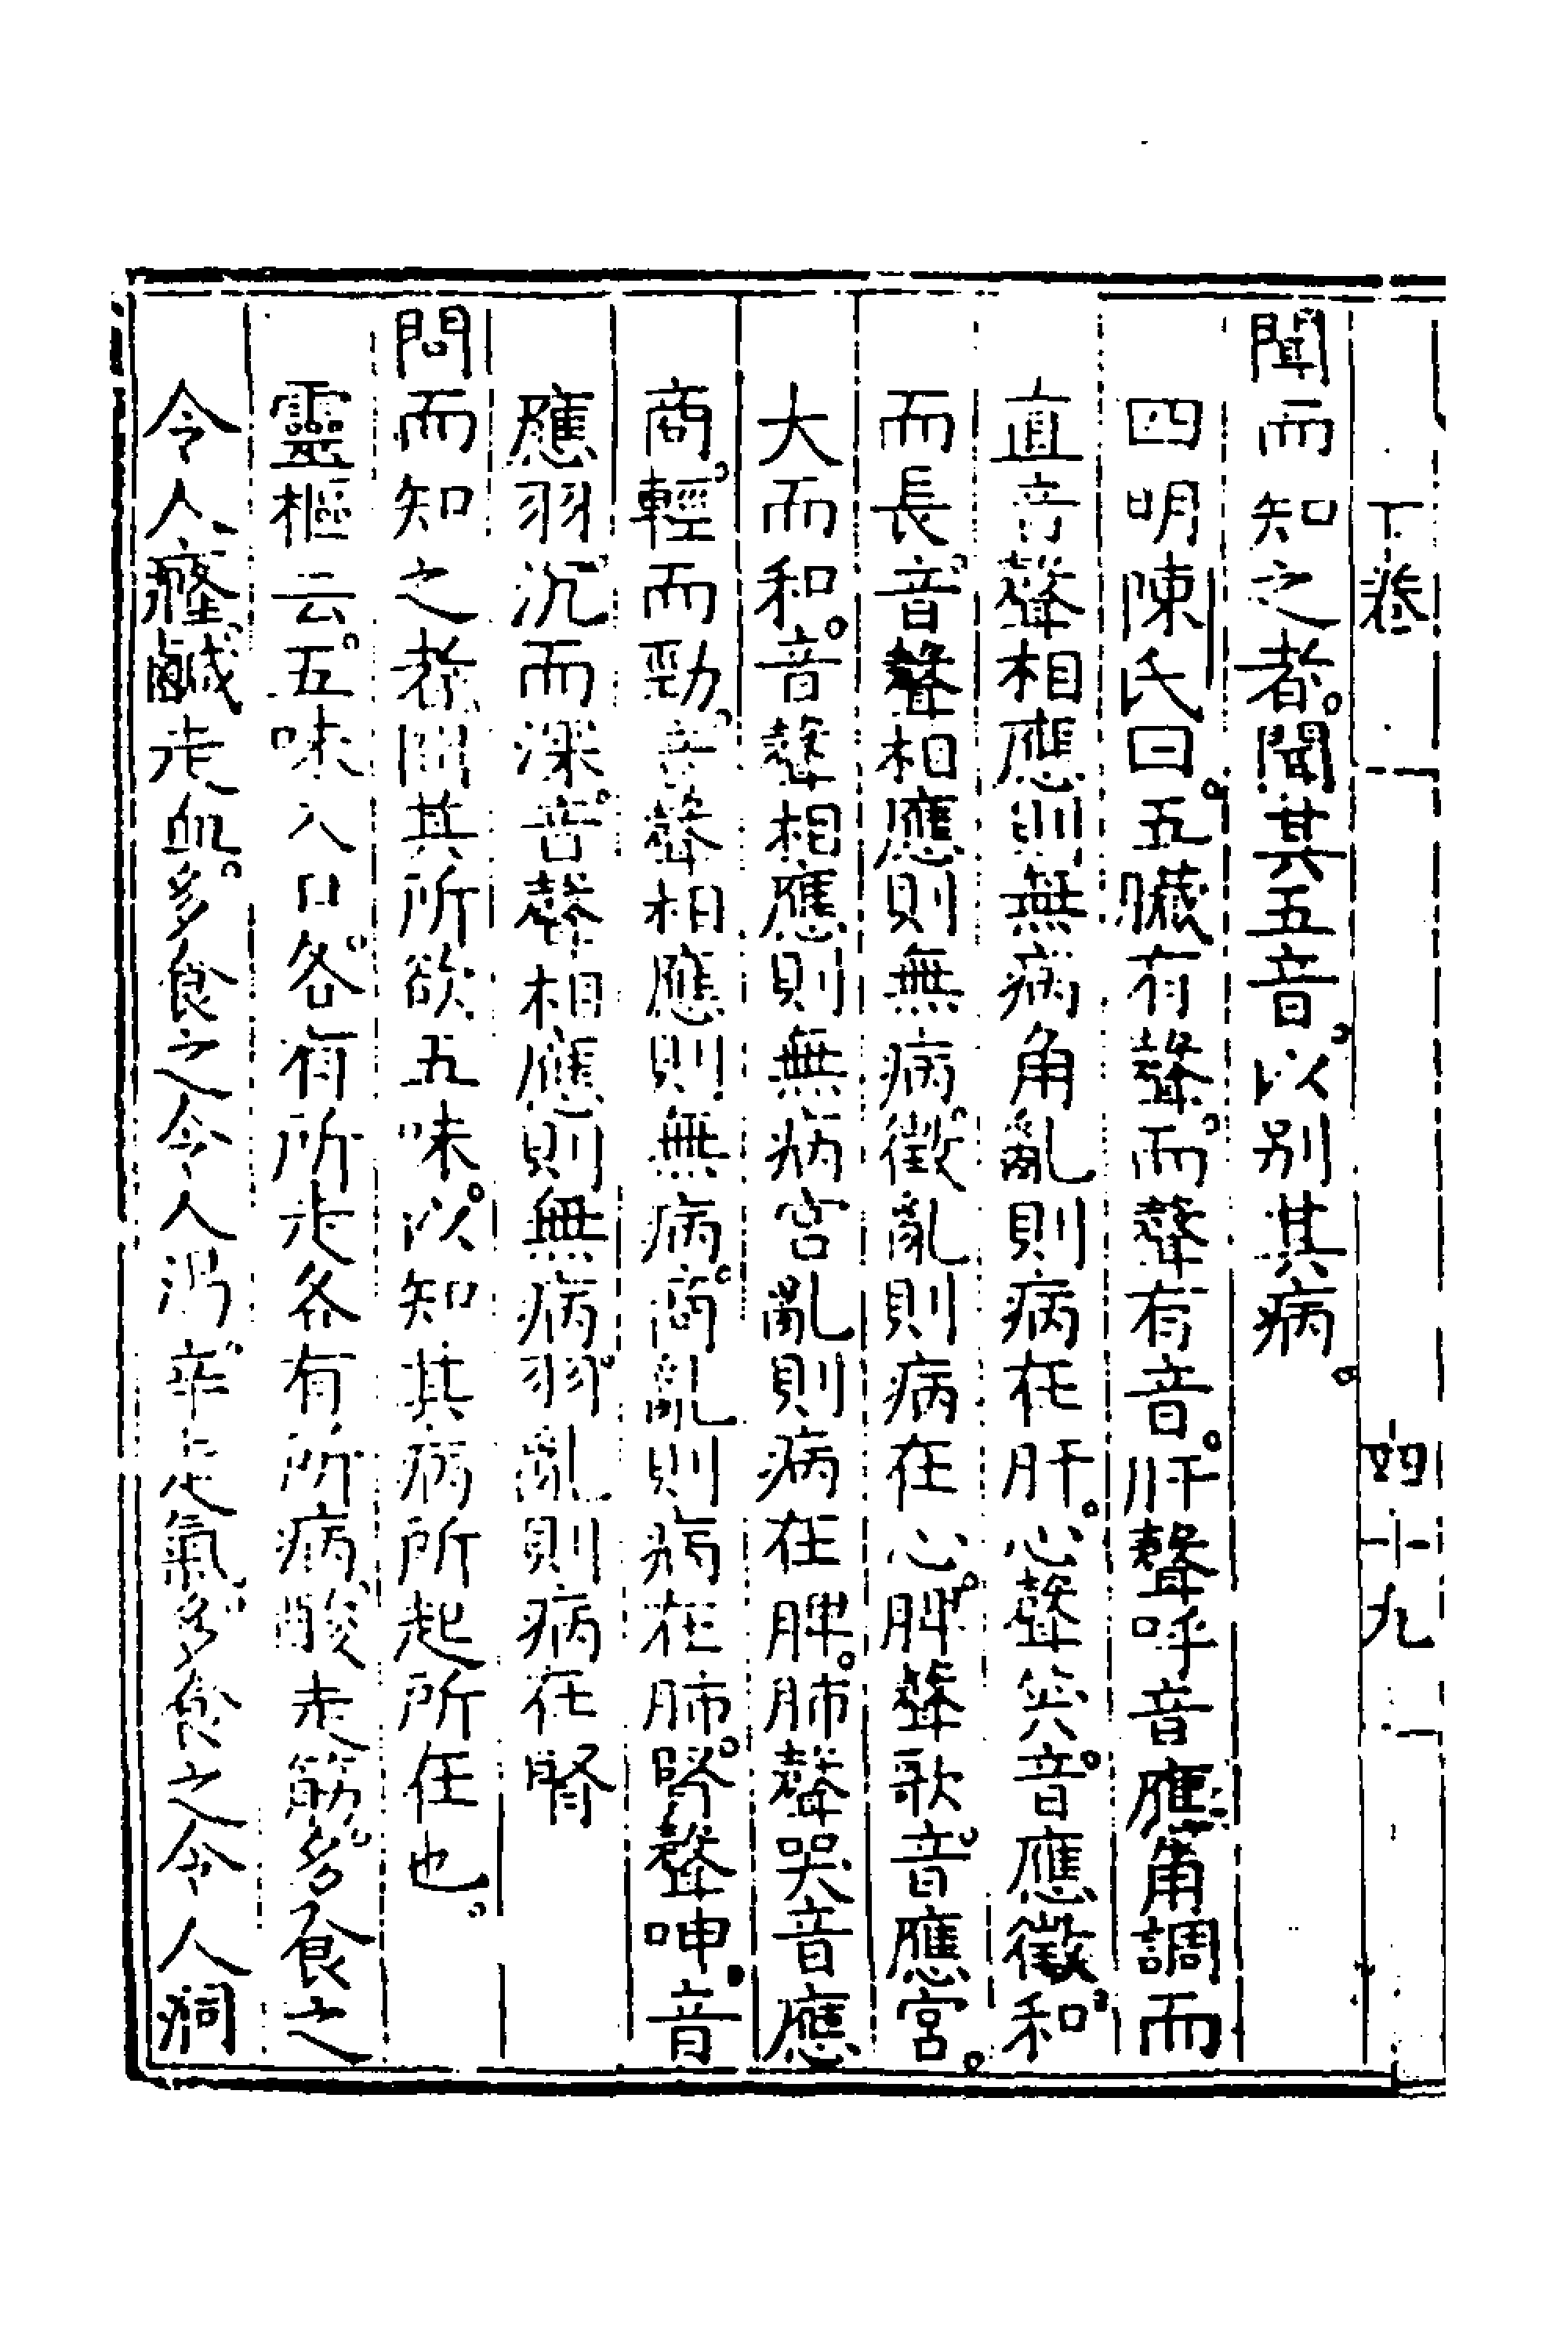 下卷 四十九
聞而知之者。聞其五音。以別其病。
四明陳氏曰。五臟有聲。而聲有音。肝聲呼音應角調而
直音聲相應則無病角亂則病在肝。心聲笑音。應徵。和
而長。音聲相應則無病。徵亂則病在心。脾聲歌。音應宮。
大而和。音聲相應則無病宮亂則病在脾。肺聲哭音應
商。輕而勁。音聲相應則無病。商亂則病在肺。腎聲呻。音
應羽。沉而深。音聲相應則無病。羽亂則病在腎
問而知之者問其所欲五味。以知其病所起所在也。
靈樞云。五味入口。各有所走各有所病酸走筋。多食之
令人癃。鹹走血。多食之令人渴。辛走氣。多食之令人洞